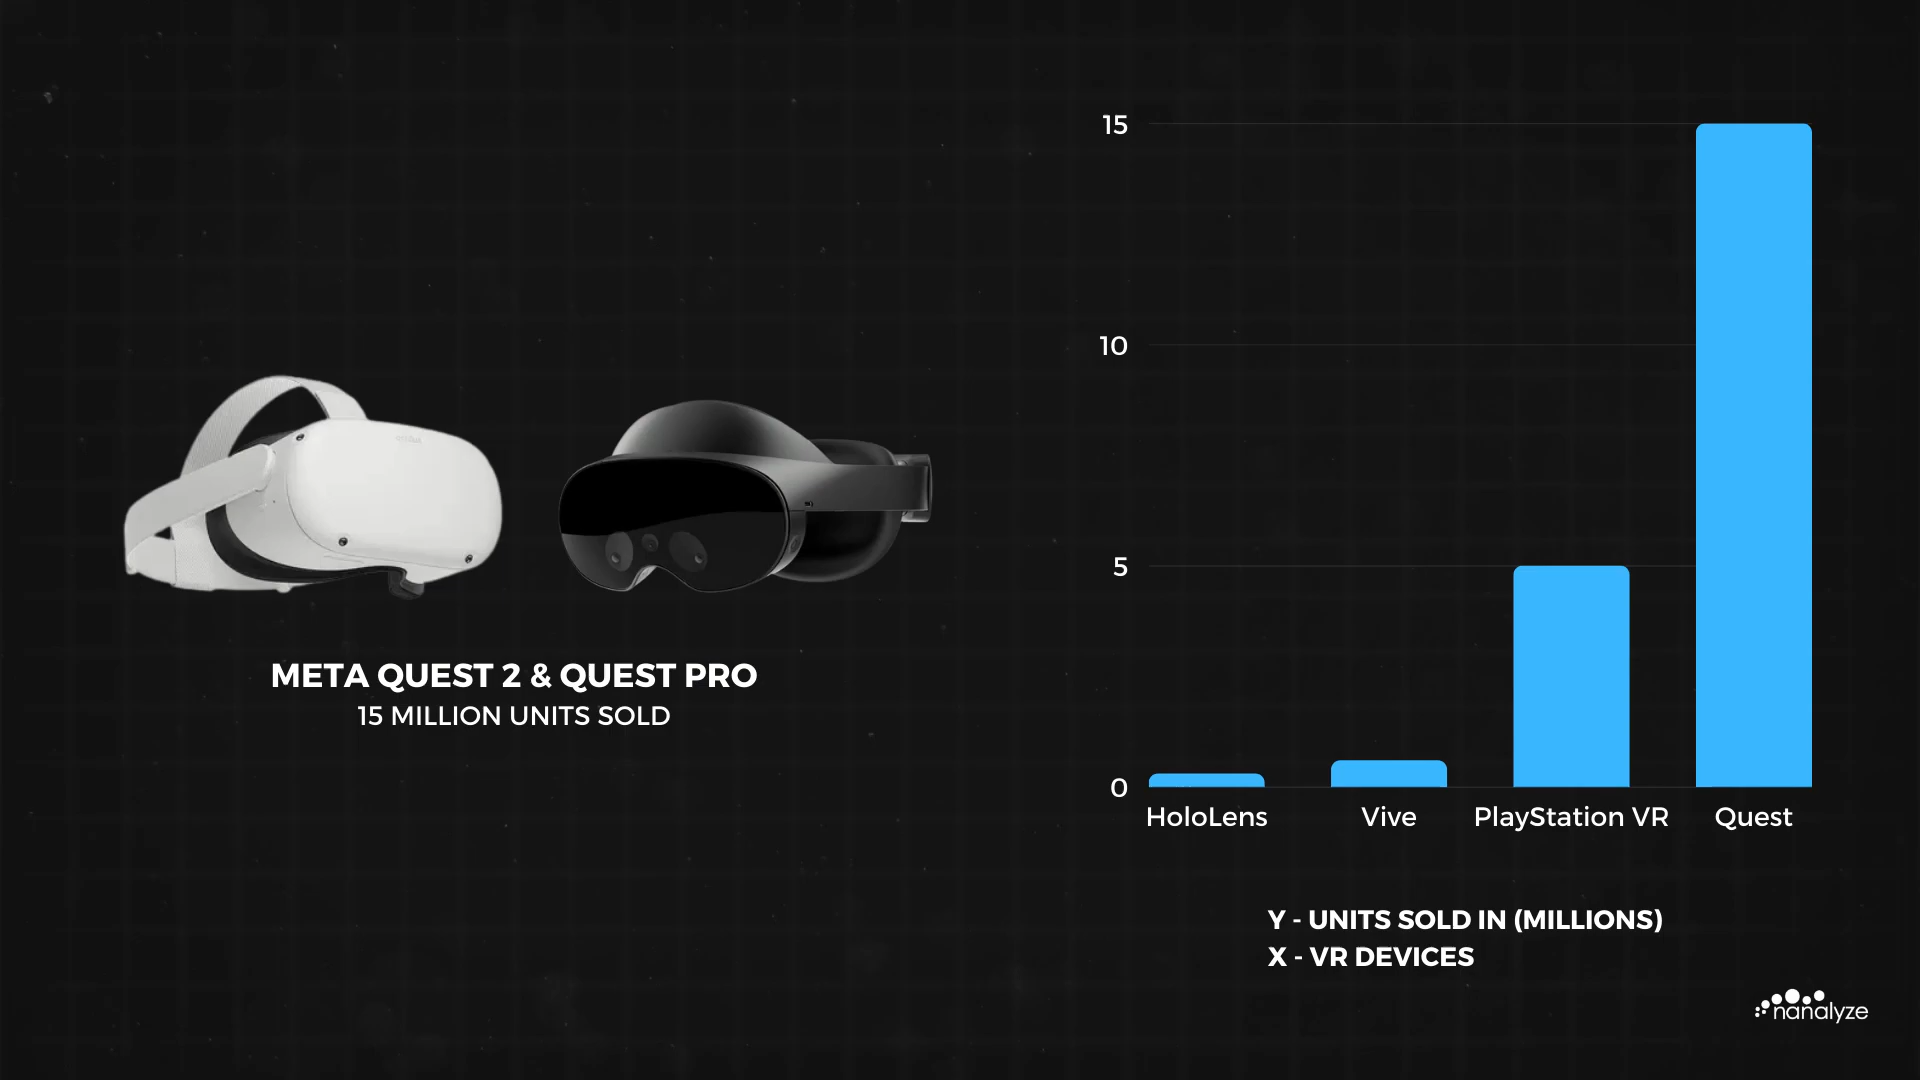 META QUEST 2 & QUEST PRO
15 MILLION UNITS SOLD
15
10
5
0
HoloLens
Vive
PlayStation VR
Quest
Y - UNITS SOLD IN (MILLIONS)
X - VR DEVICES
nanalyze